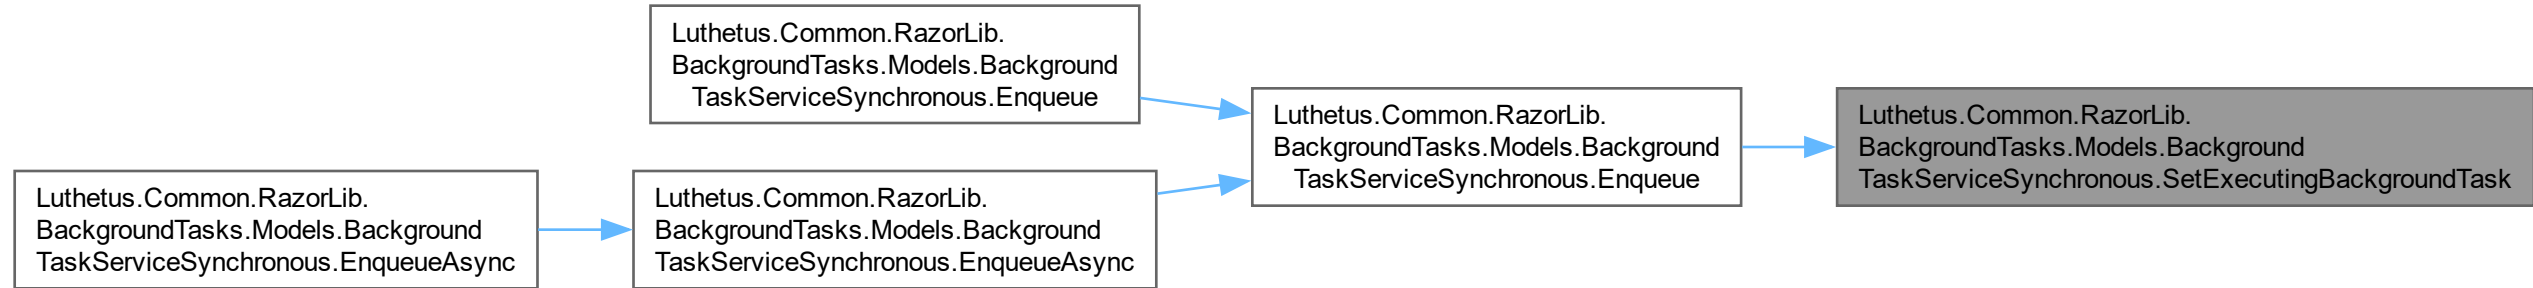 Luthetus.Common.RazorLib.
BackgroundTasks.Models.Background
TaskServiceSynchronous.Enqueue
Luthetus.Common.RazorLib.
BackgroundTasks.Models.Background
TaskServiceSynchronous.EnqueueAsync
Luthetus.Common.RazorLib.
BackgroundTasks.Models.Background
TaskServiceSynchronous.EnqueueAsync
Luthetus.Common.RazorLib.
BackgroundTasks.Models.Background
TaskServiceSynchronous.Enqueue
Luthetus.Common.RazorLib.
BackgroundTasks.Models.Background
TaskServiceSynchronous.SetExecutingBackgroundTask